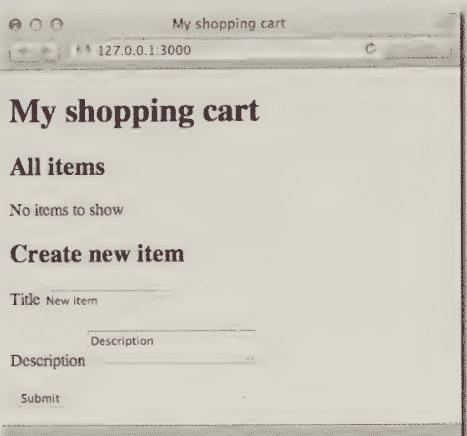 My shopping cart
127.0.0.1:3000
My shopping cart
All items
No items to show
Create new item
Title New item
Description
Description
Submit